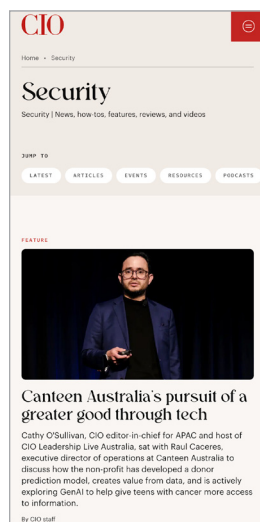 CIO
Home • Security
Security
Security | News, how-tos, features, reviews, and videos
JUMP TO
LATEST ARTICLES EVENTS RESOURCES PODCASTS
FEATURE
Canteen Australia's pursuit of a
greater good through tech
Cathy O'Sullivan, CIO editor-in-chief for APAC and host of
CIO Leadership Live Australia, sat with Raul Caceres,
executive director of operations at Canteen Australia to
discuss how the non-profit has developed a donor
prediction model, creates value from data, and is actively
exploring GenAI to help give teens with cancer more access
to information.
By CIO staff